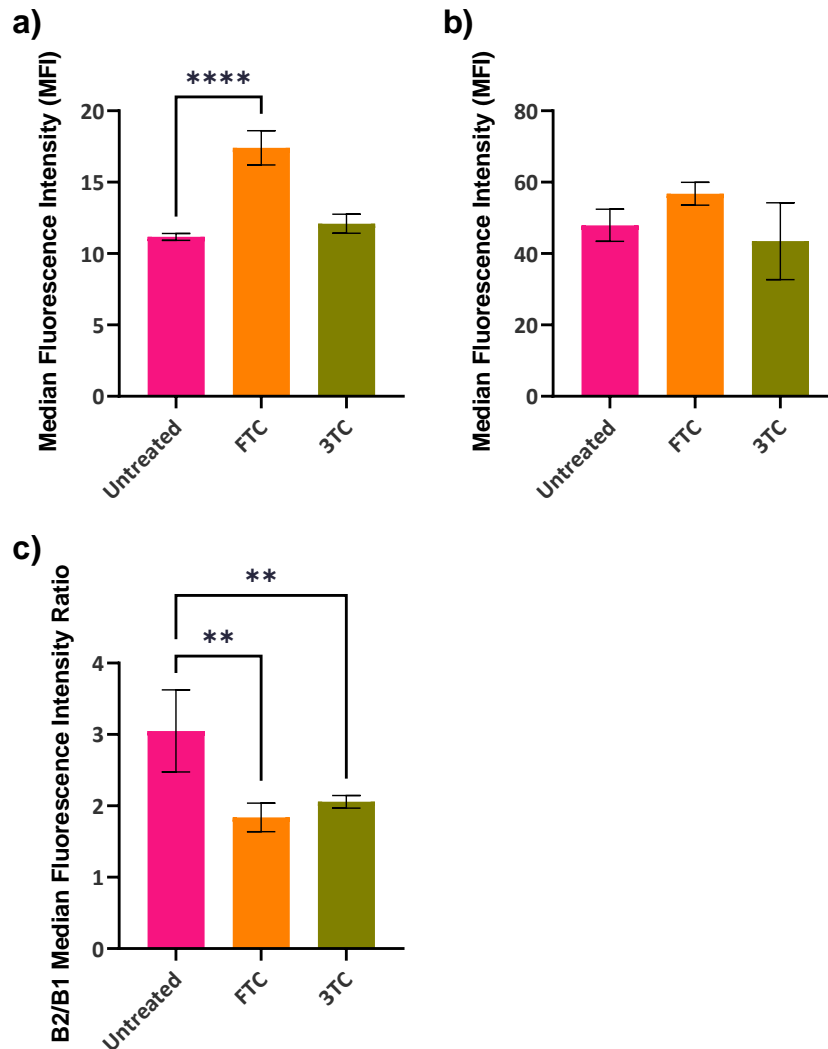 a)
Median Fluorescence Intensity (MFI)
****
20
15
10
5
0
Untreated
FTC
3TC
b)
Median Fluorescence Intensity (MFI)
80
60
40
20
0
Untreated
FTC
3TC
c)
B2/B1 Median Fluorescence Intensity Ratio
**
**
4
3
2
1
0
Untreated
FTC
3TC